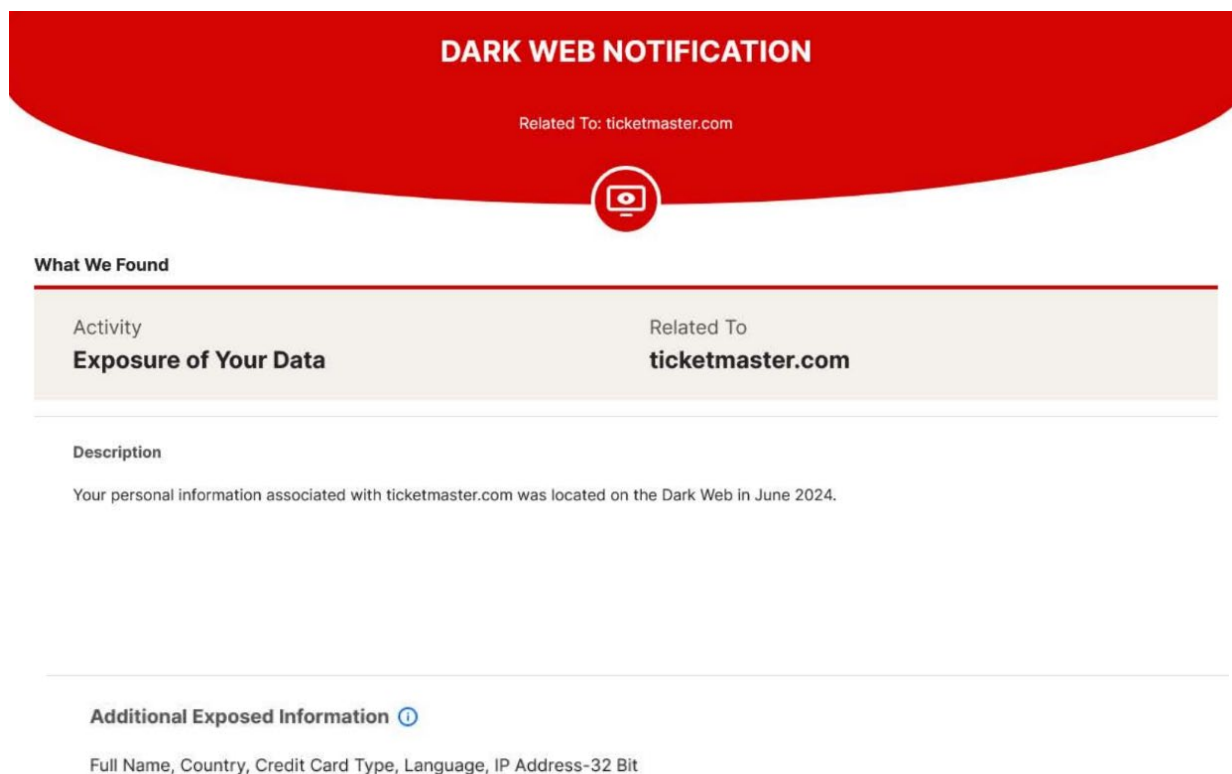 DARK WEB NOTIFICATION
Related To: ticketmaster.com
What We Found
Activity
Exposure of Your Data
Related To
ticketmaster.com
Description
Your personal information associated with ticketmaster.com was located on the Dark Web in June 2024.
Additional Exposed Information
Full Name, Country, Credit Card Type, Language, IP Address-32 Bit